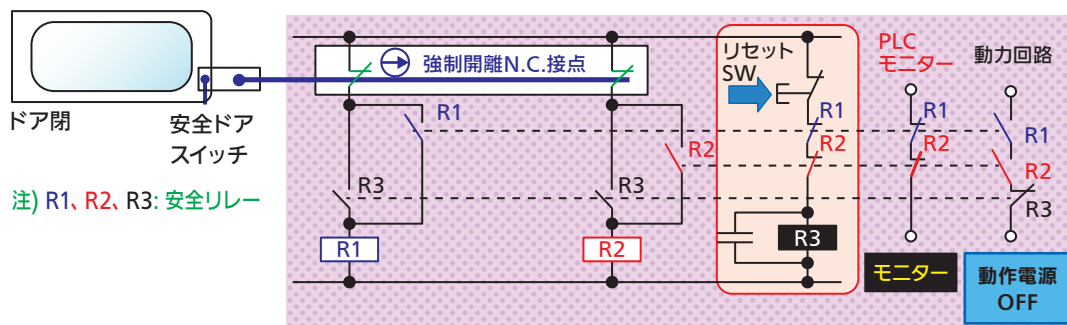 ドア閉
安全ドア
スイッチ
注) R1、R2、R3: 安全リレー
強制開離N.C.接点
R1
R2
R3
R3
R1
R2
リセット
SW
R1
R2
R3
PLC
モニター
R1
R2
モニター
動力回路
R1
R2
R3
動作電源
OFF